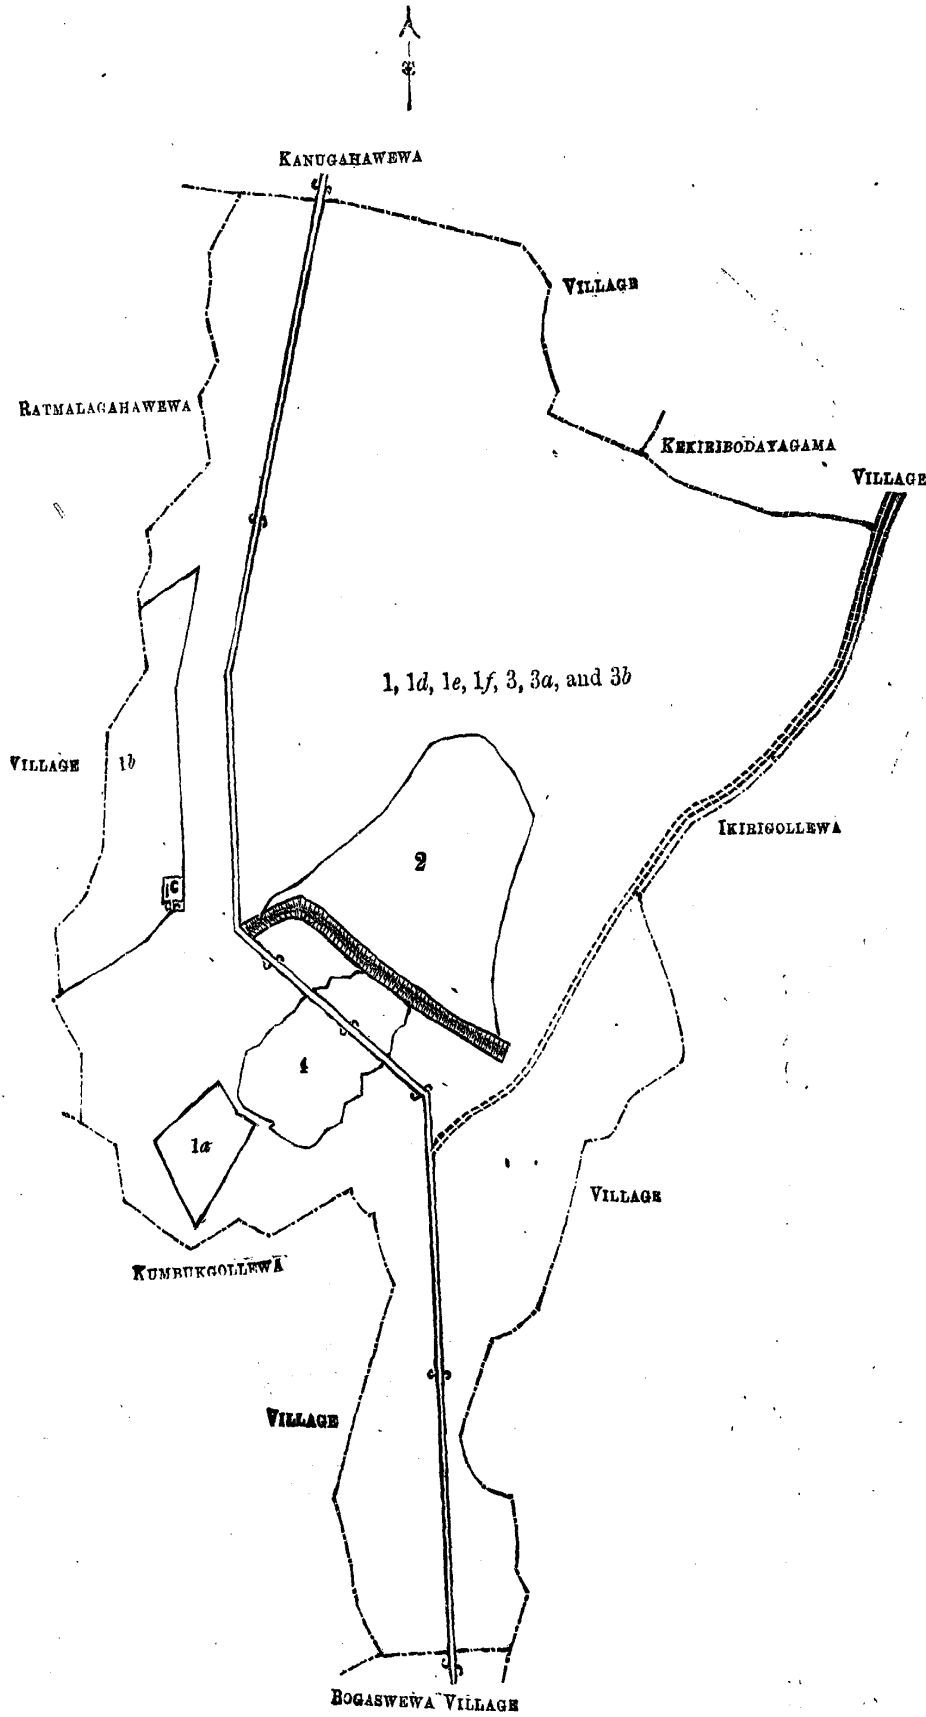 KANUGAHAWEWA
VILLAGE
RATMALAGAHAWEWA
KEKIRIBODAYAGAMA
VILLAGE
1, 1d, 1e, 1f, 3, 3a, and 3b
VILLAGE
1b
IKIRIGOLLEWA
2
1c
4
1a
VILLAGE
KUMBUKGOLLEWA
VILLAGE
BOGASWEWA VILLAGE